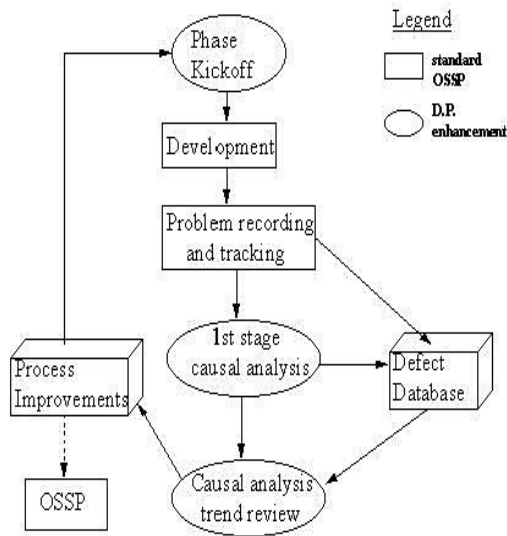 Phase
Kickoff
Legend
standard
OSSP
D.P.
enhancement
Development
Problem recording
and tracking
1st stage
causal analysis
Defect
Database
Process
Improvements
OSSP
Causal analysis
trend review